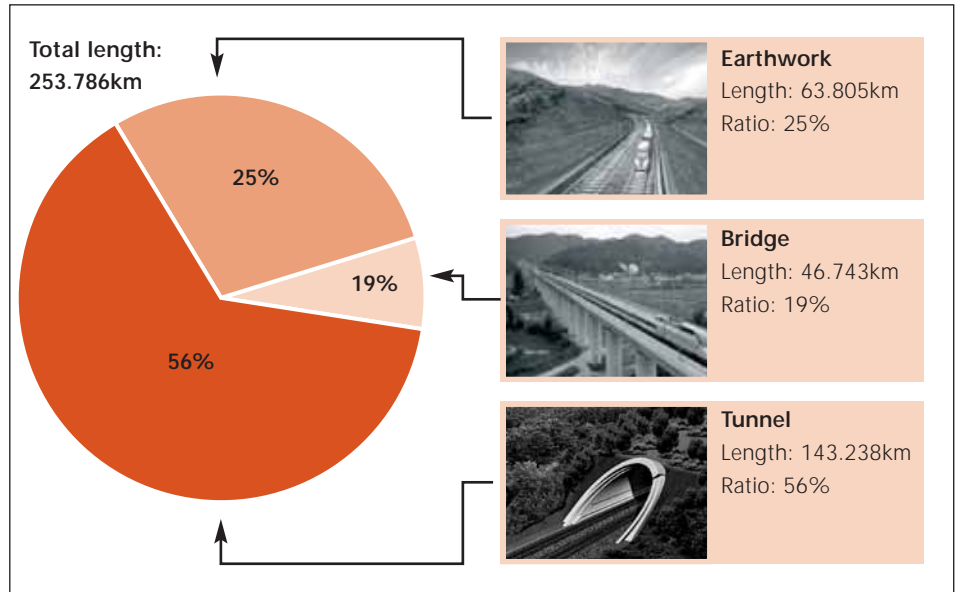 Total length:
253.786km
25%
19%
56%
Earthwork
Length: 63.805km
Ratio: 25%
Bridge
Length: 46.743km
Ratio: 19%
Tunnel
Length: 143.238km
Ratio: 56%